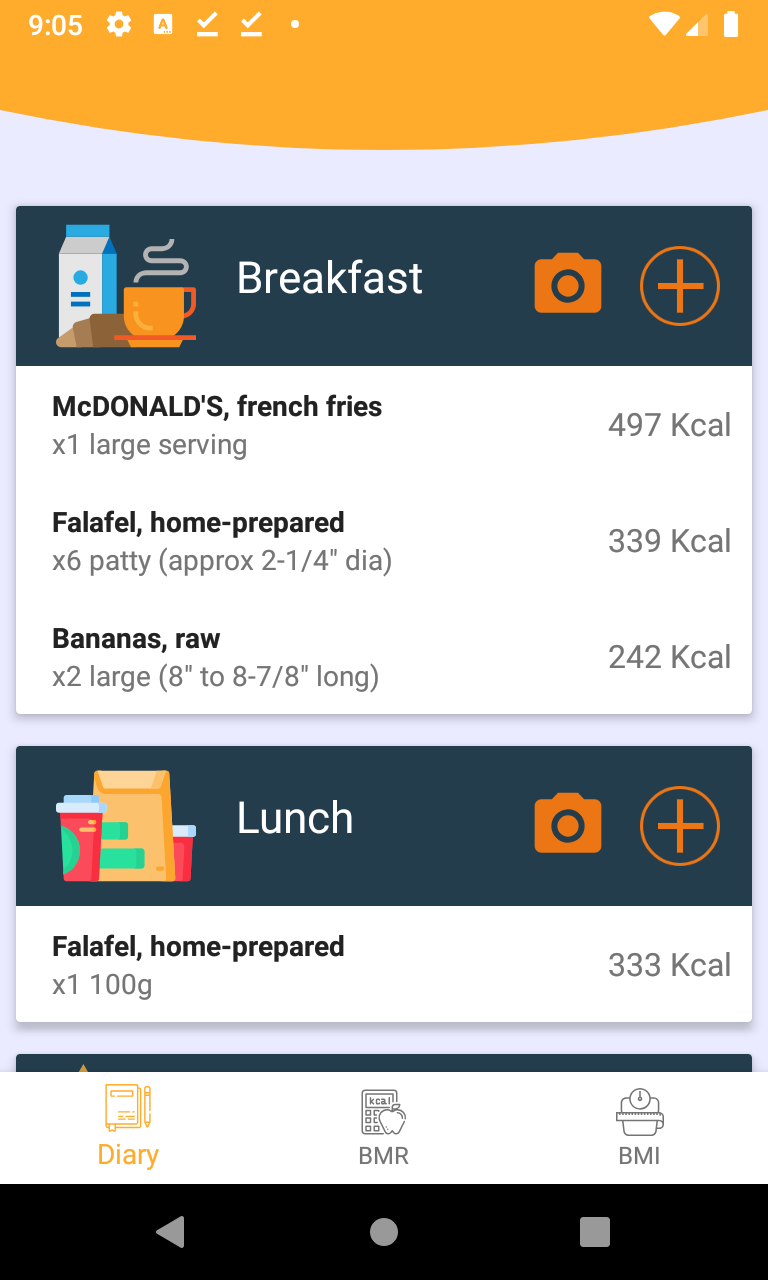 9:05
Breakfast
McDONALD'S, french fries
x1 large serving
497 Kcal
Falafel, home-prepared
x6 patty (approx 2-1/4" dia)
339 Kcal
Bananas, raw
x2 large (8" to 8-7/8" long)
242 Kcal
Lunch
Falafel, home-prepared
x1 100g
333 Kcal
kcal
Diary
BMR
BMI